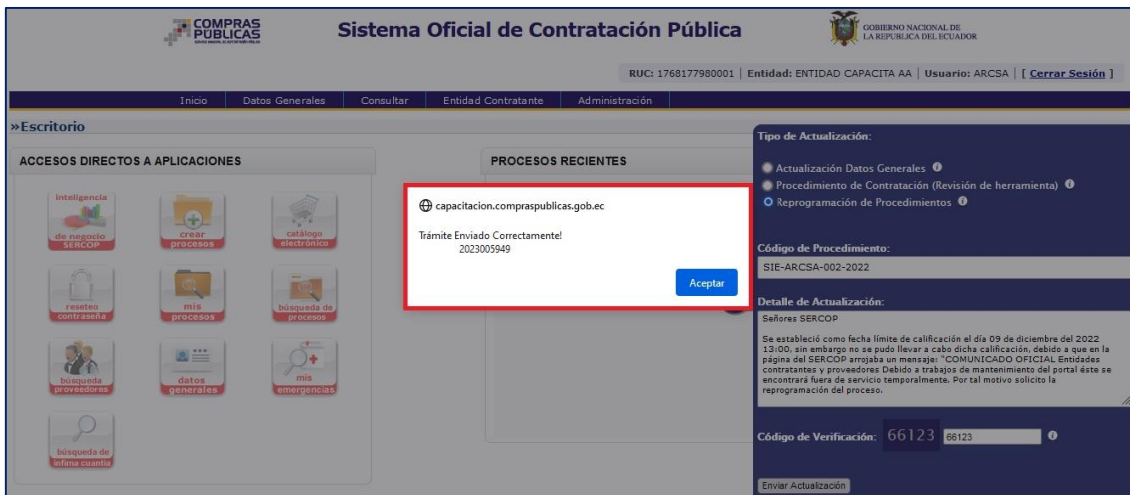 COMPRAS
PÚBLICAS
Sistema Oficial de Contratación Pública
GOBIERNO NACIONAL DE
LA REPUBLICA DEL ECUADOR
RUC: 1768177980001 | Entidad: ENTIDAD CAPACITA AA | Usuario: ARCSA | [ Cerrar Sesión ]
Inicio Datos Generales Consultar Entidad Contratante Administración
»Escritorio
ACCESOS DIRECTOS A APLICACIONES
inteligencia
de negocio
SERCOP
crear
procesos
catálogo
electrónico
reseteo
contraseña
mis
procesos
búsqueda de
procesos
búsqueda
proveedores
datos
generales
mis
emergencias
búsqueda de
ínfima cuantía
PROCESOS RECIENTES
capacitacion.compraspublicas.gob.ec
Trámite Enviado Correctamente!
2023005949
Aceptar
Tipo de Actualización:
Actualización Datos Generales
Procedimiento de Contratación (Revisión de herramienta)
Reprogramación de Procedimientos
Código de Procedimiento:
SIE-ARCSA-002-2022
Detalle de Actualización:
Señores SERCOP
Se estableció como fecha límite de calificación el día 09 de diciembre del 2022
13:00, sin embargo no se pudo llevar a cabo dicha calificación, debido a que en la
página del SERCOP arrojaba un mensaje: "COMUNICADO OFICIAL Entidades
contratantes y proveedores Debido a trabajos de mantenimiento del portal éste se
encontrará fuera de servicio temporalmente. Por tal motivo solicito la
reprogramación del proceso.
Código de Verificación: 66123 66123
Enviar Actualización